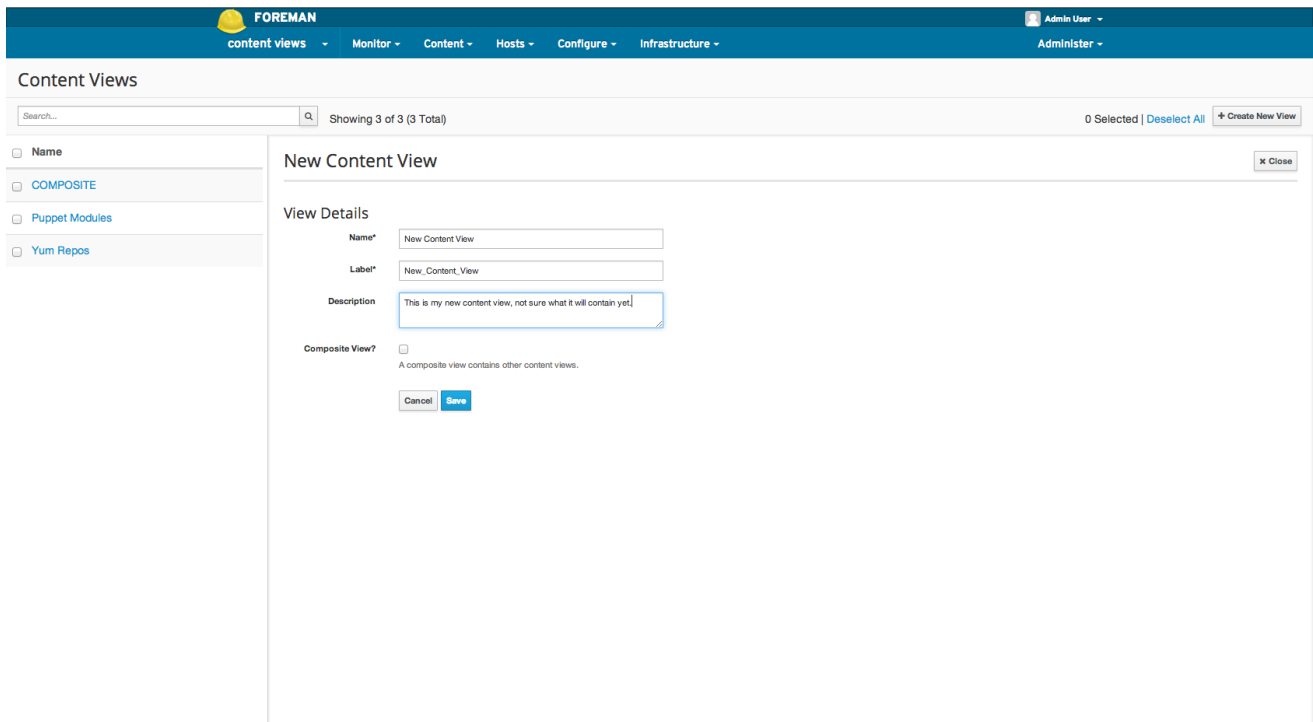 FOREMAN
Admin User
content views Monitor Content Hosts Configure Infrastructure Administer
Content Views
Search...
Showing 3 of 3 (3 Total)
0 Selected | Deselect All
+ Create New View
Name
COMPOSITE
Puppet Modules
Yum Repos
New Content View
× Close
View Details
Name* New Content View
Label* New_Content_View
Description This is my new content view, not sure what it will contain yet.
Composite View?
A composite view contains other content views.
Cancel Save